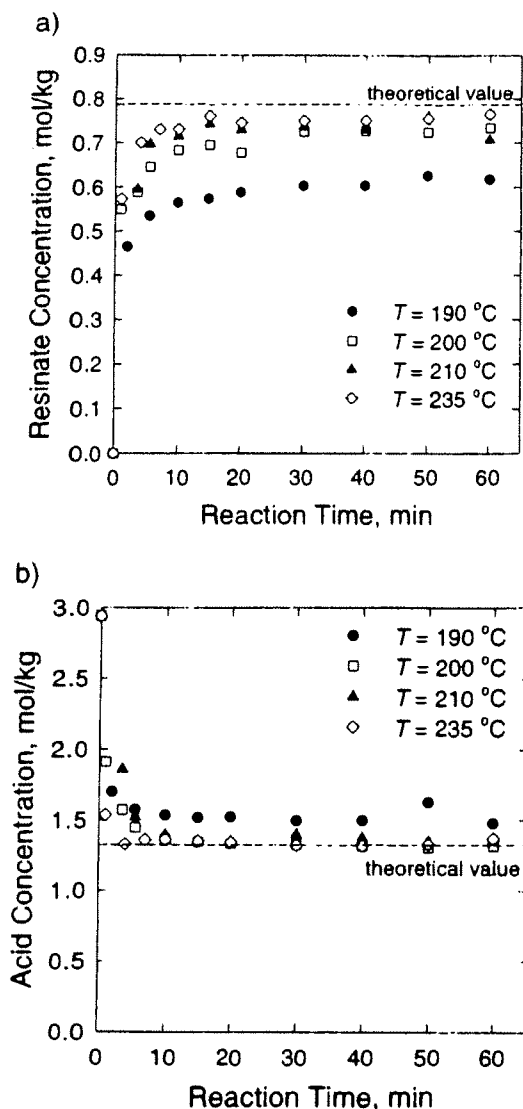 a)
Resinate Concentration, mol/kg
0.9
0.8
0.7
0.6
0.5
0.4
0.3
0.2
0.1
0.0
theoretical value
T = 190 °C
T = 200 °C
T = 210 °C
T = 235 °C
0 10 20 30 40 50 60
Reaction Time, min
b)
Acid Concentration, mol/kg
3.0
2.5
2.0
1.5
1.0
0.5
0.0
T = 190 °C
T = 200 °C
T = 210 °C
T = 235 °C
theoretical value
0 10 20 30 40 50 60
Reaction Time, min